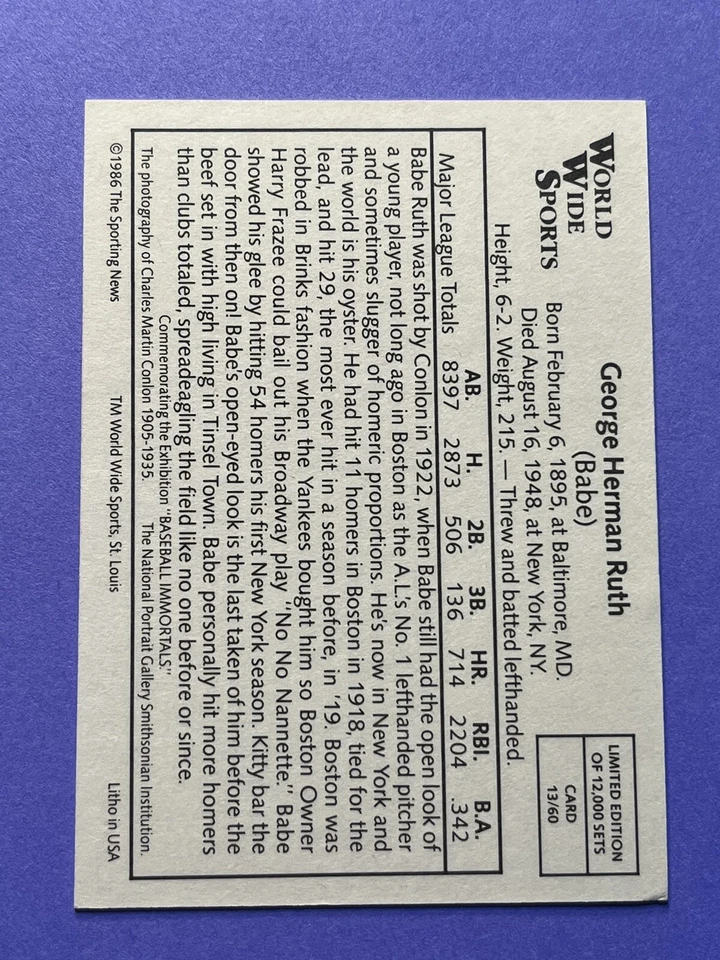 WORLD
WIDE
SPORTS
George Herman Ruth
(Babe)
Born February 6, 1895, at Baltimore, MD.
Died August 16, 1948, at New York, NY.
Height, 6-2. Weight, 215. — Threw and batted lefthanded.
LIMITED EDITION
OF 12,000 SETS
CARD
13/60
AB. H. 2B. 3B. HR. RBI. B.A.
Major League Totals 8397 2873 506 136 714 2204 .342
Babe Ruth was shot by Conlon in 1922, when Babe still had the open look of
a young player, not long ago in Boston as the A.L.'s No. 1 lefthanded pitcher
and sometimes slugger of homeric proportions. He's now in New York and
the world is his oyster. He had hit 11 homers in Boston in 1918, tied for the
lead, and hit 29, the most ever hit in a season before, in '19. Boston was
robbed in Brinks fashion when the Yankees bought him so Boston Owner
Harry Frazee could bail out his Broadway play "No No Nannette." Babe
showed his glee by hitting 54 homers his first New York season. Kitty bar the
door from then on! Babe's open-eyed look is the last taken of him before the
beef set in with high living in Tinsel Town. Babe personally hit more homers
than clubs totaled, spreadeagling the field like no one before or since.
Commemorating the Exhibition "BASEBALL IMMORTALS."
The photography of Charles Martin Conlon 1905-1935. The National Portrait Gallery Smithsonian Institution.
©1986 The Sporting News TM World Wide Sports, St. Louis Litho in USA